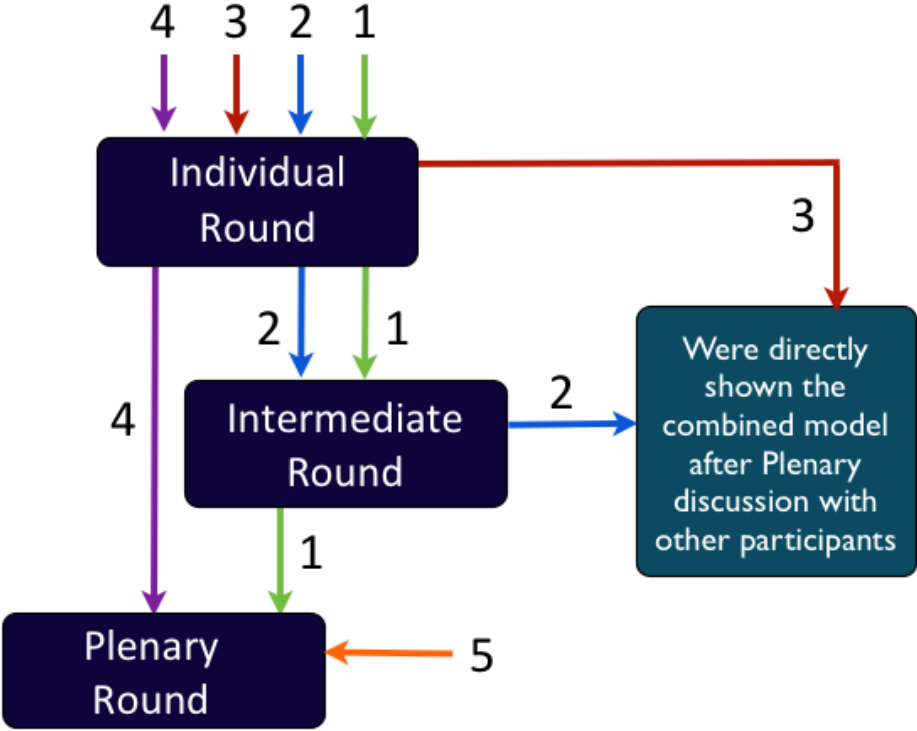 4 3 2 1
Individual
Round
3
2 1
4
Intermediate
Round
2
Were directly
shown the
combined model
after Plenary
discussion with
other participants
1
Plenary
Round
5